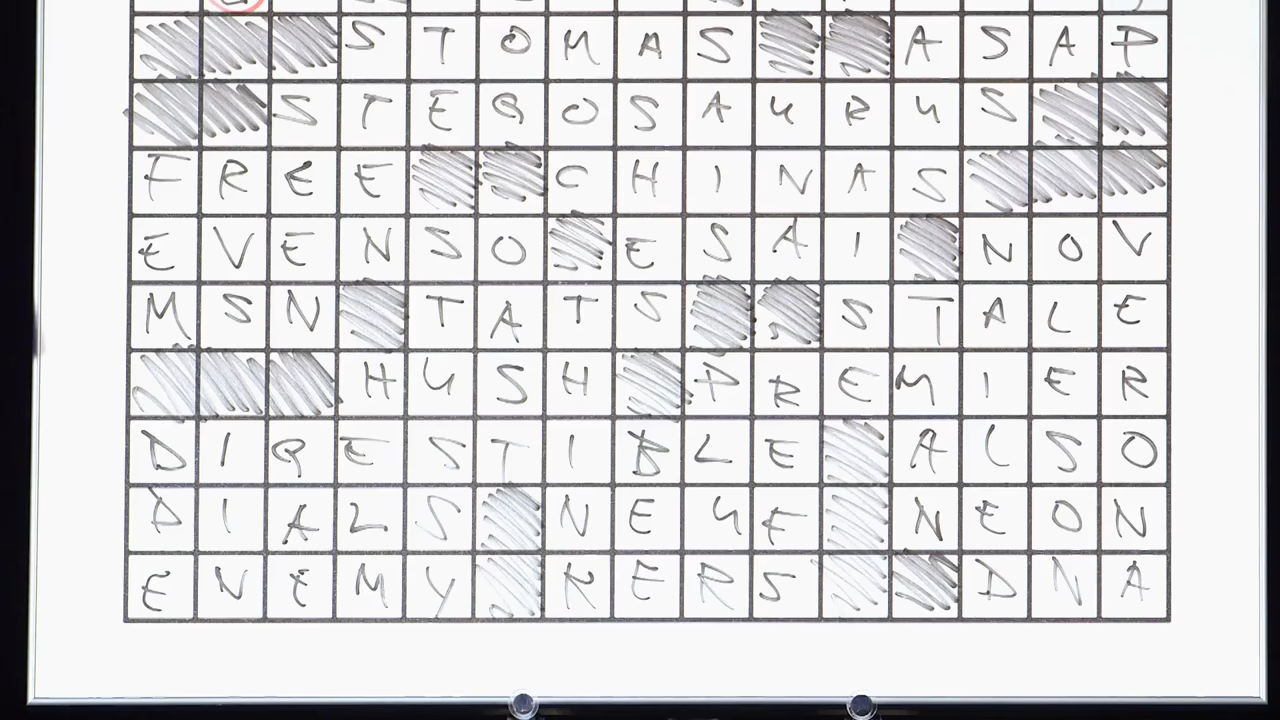 STOMAS ASAP
STEGOSAURUS
FREE CHINAS
EVENSO ESAI NOV
MSN TATS STALE
HUSH PREMIER
DIGESTIBLE ALSO
DIALS NEUF NEON
ENEMY KERS DNA